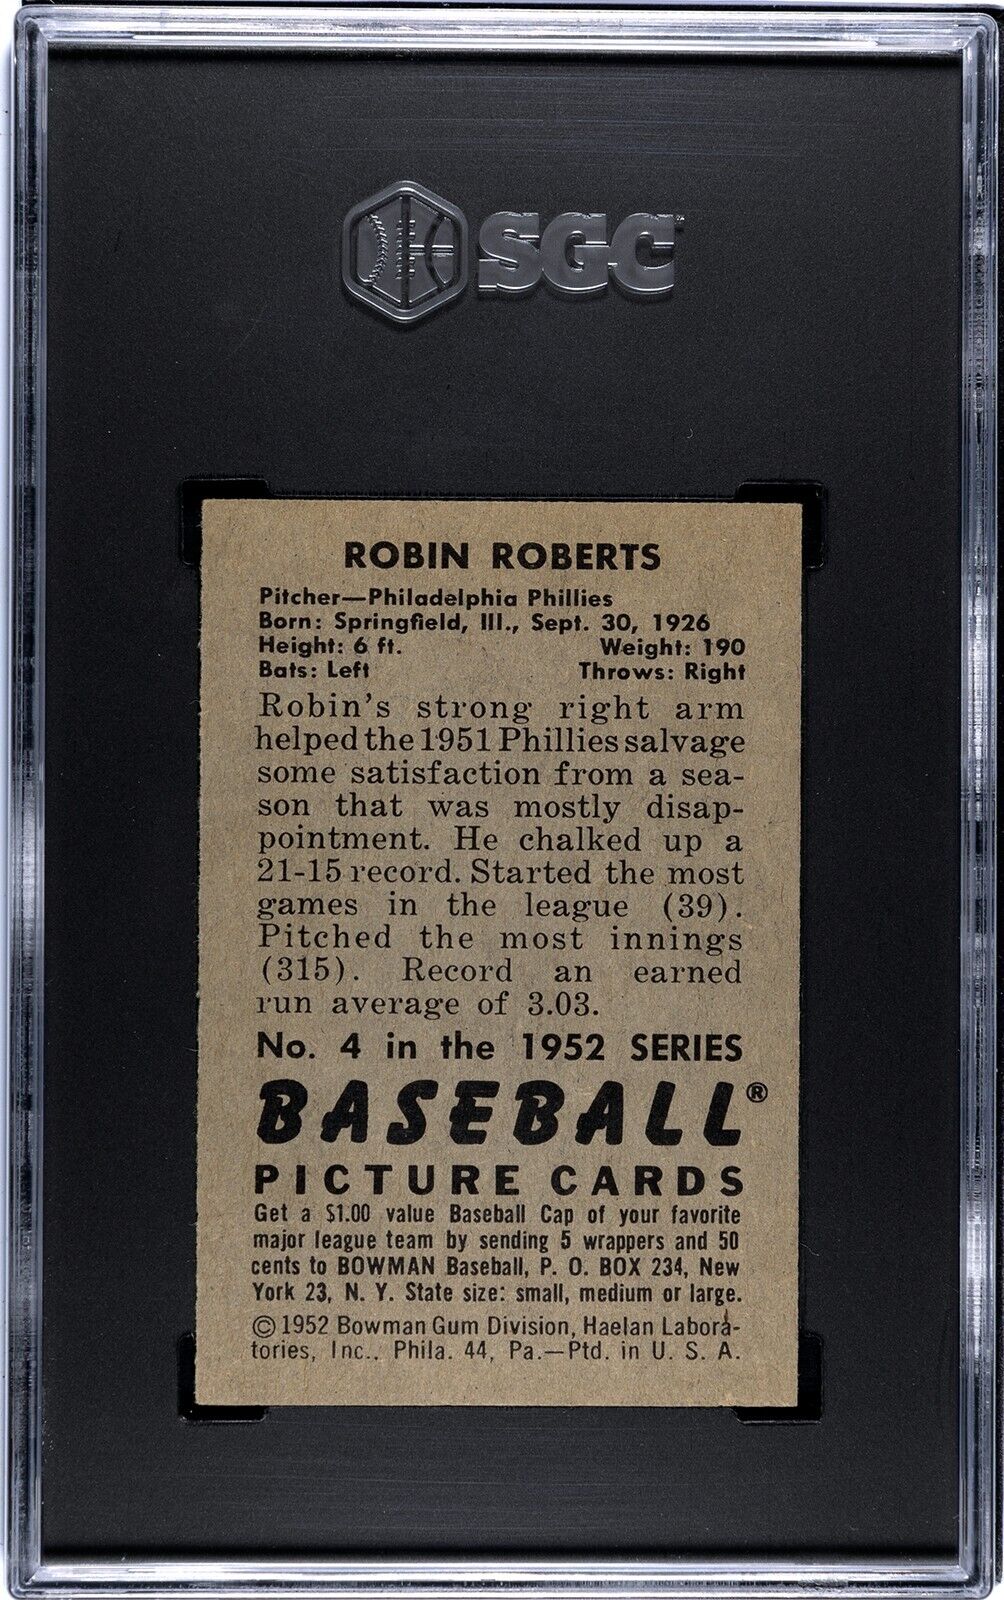 SGC™
ROBIN ROBERTS
Pitcher—Philadelphia Phillies
Born: Springfield, Ill., Sept. 30, 1926
Height: 6 ft. Weight: 190
Bats: Left Throws: Right
Robin's strong right arm
helped the 1951 Phillies salvage
some satisfaction from a sea-
son that was mostly disap-
pointment. He chalked up a
21-15 record. Started the most
games in the league (39).
Pitched the most innings
(315). Record an earned
run average of 3.03.
No. 4 in the 1952 SERIES
BASEBALL®
PICTURE CARDS
Get a $1.00 value Baseball Cap of your favorite
major league team by sending 5 wrappers and 50
cents to BOWMAN Baseball, P. O. BOX 234, New
York 23, N. Y. State size: small, medium or large.
© 1952 Bowman Gum Division, Haelan Labora-
tories, Inc., Phila. 44, Pa.—Ptd. in U. S. A.